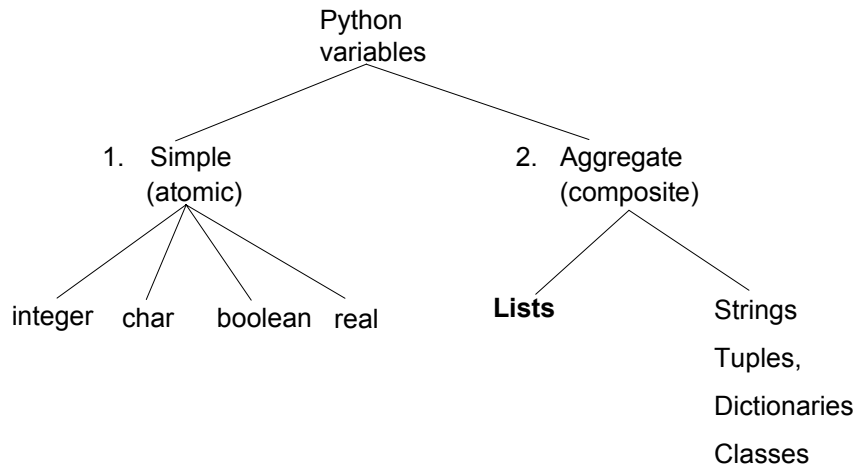 Python
variables
1. Simple
(atomic)
2. Aggregate
(composite)
integer
char
boolean
real
Lists
Strings
Tuples,
Dictionaries
Classes